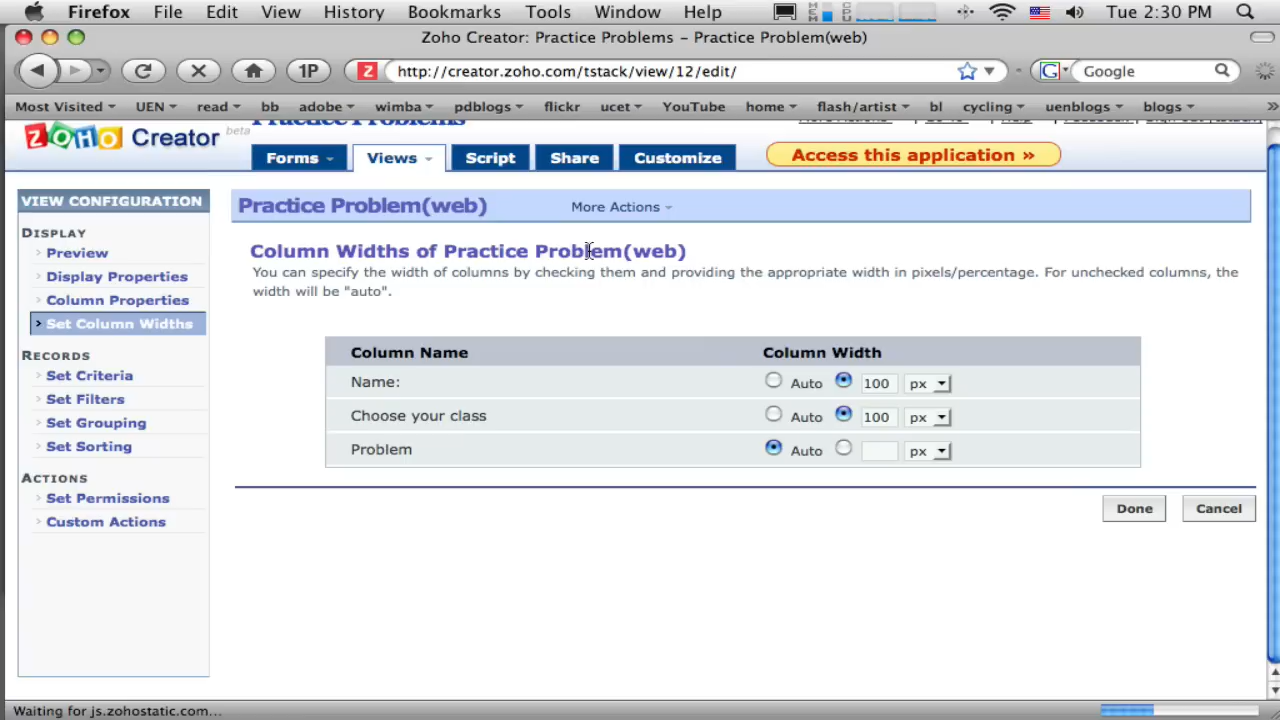 Firefox File Edit View History Bookmarks Tools Window Help Tue 2:30 PM
Zoho Creator: Practice Problems – Practice Problem(web)
1P Z http://creator.zoho.com/tstack/view/12/edit/ G Google
Most Visited UEN read bb adobe wimba pdblogs flickr ucet YouTube home flash/artist bl cycling uenblogs blogs »
Practice Problems
ZOHO Creator beta
Forms Views Script Share Customize Access this application »
VIEW CONFIGURATION
DISPLAY
Preview
Display Properties
Column Properties
Set Column Widths
RECORDS
Set Criteria
Set Filters
Set Grouping
Set Sorting
ACTIONS
Set Permissions
Custom Actions
Practice Problem(web) More Actions
Column Widths of Practice Problem(web)
You can specify the width of columns by checking them and providing the appropriate width in pixels/percentage. For unchecked columns, the
width will be "auto".
Column Name Column Width
Name: Auto 100 px
Choose your class Auto 100 px
Problem Auto px
Done Cancel
Waiting for js.zohostatic.com...